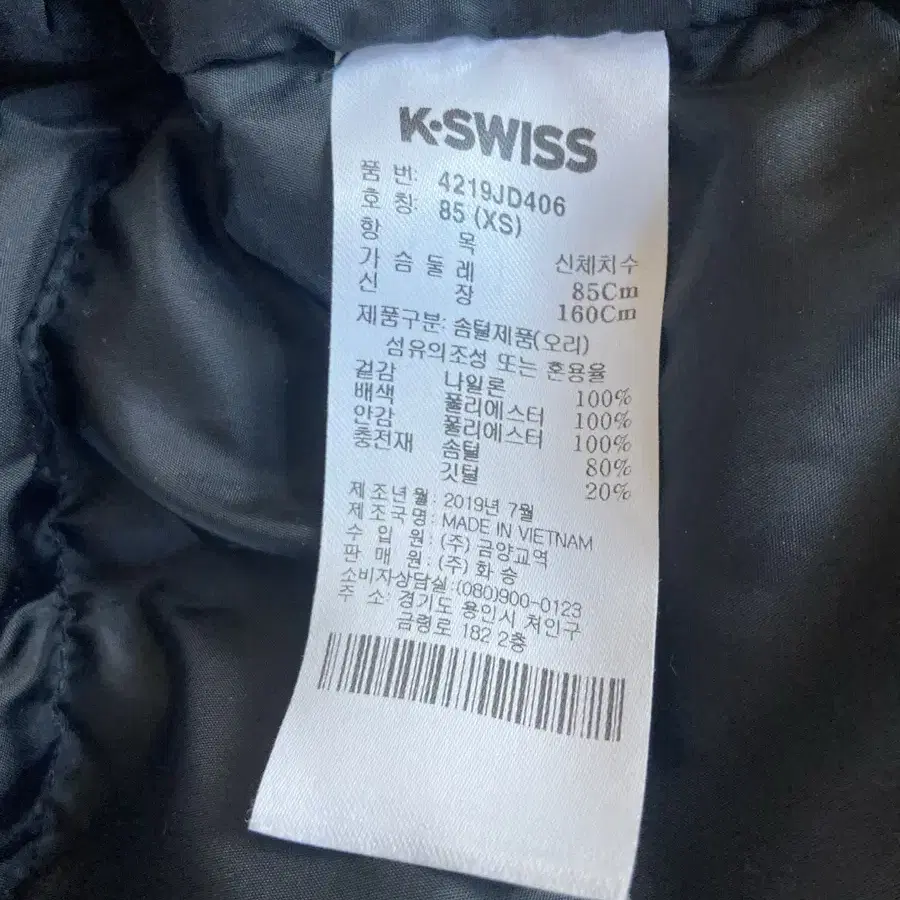 K·SWISS
품 번: 4219JD406
호 칭: 85 (XS)
항 목 신체치수
가 슴 둘 레 85Cm
신 장 160Cm
제품구분: 솜털제품(오리)
섬유의조성 또는 혼용율
겉감 나일론 100%
배색 폴리에스터 100%
안감 폴리에스터 100%
충전재 솜털 80%
깃털 20%
제조년월: 2019년 7월
제조국명: MADE IN VIETNAM
수 입 원: (주) 금양교역
판 매 원: (주) 화 승
소비자상담실:(080)900-0123
주 소: 경기도 용인시 처인구
금령로 182 2층